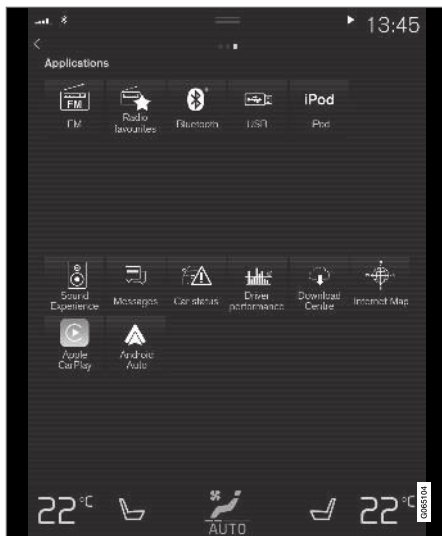 13:45
Applications
FM
iPod
FM
Radio
favourites
Bluetooth
USB
iPod
Sound
Experience
Messages
Car status
Driver
performance
Download
Centre
Internet Map
Apple
CarPlay
Android
Auto
22°C
AUTO
22°C
G065104